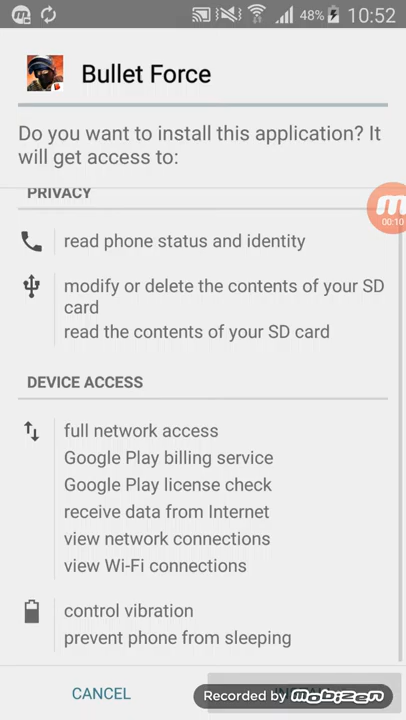 48% 10:52
Bullet Force
Do you want to install this application? It
will get access to:
PRIVACY
00:10
read phone status and identity
modify or delete the contents of your SD
card
read the contents of your SD card
DEVICE ACCESS
full network access
Google Play billing service
Google Play license check
receive data from Internet
view network connections
view Wi-Fi connections
control vibration
prevent phone from sleeping
CANCEL
Recorded by mobizen